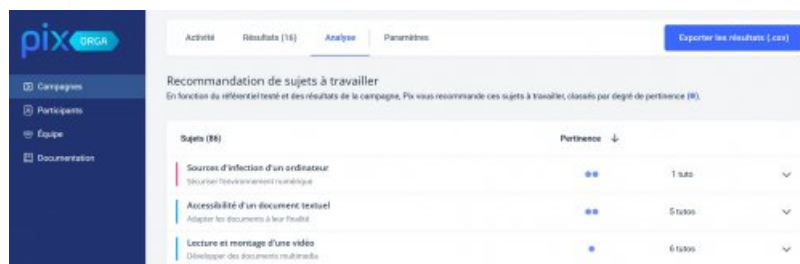 pix ORGA
Activité Résultats (16) Analyse Paramètres Exporter les résultats (.csv)
Campagnes
Participants
Équipe
Documentation
Recommandation de sujets à travailler
En fonction du référentiel testé et des résultats de la campagne, Pix vous recommande ces sujets à travailler, classés par degré de pertinence ( ).
Sujets (86) Pertinence
Sources d'infection d'un ordinateur
Sécuriser l'environnement numérique
1 tuto
Accessibilité d'un document textuel
Adapter les documents à leur finalité
5 tutos
Lecture et montage d'une vidéo
Développer des documents multimedia
6 tutos